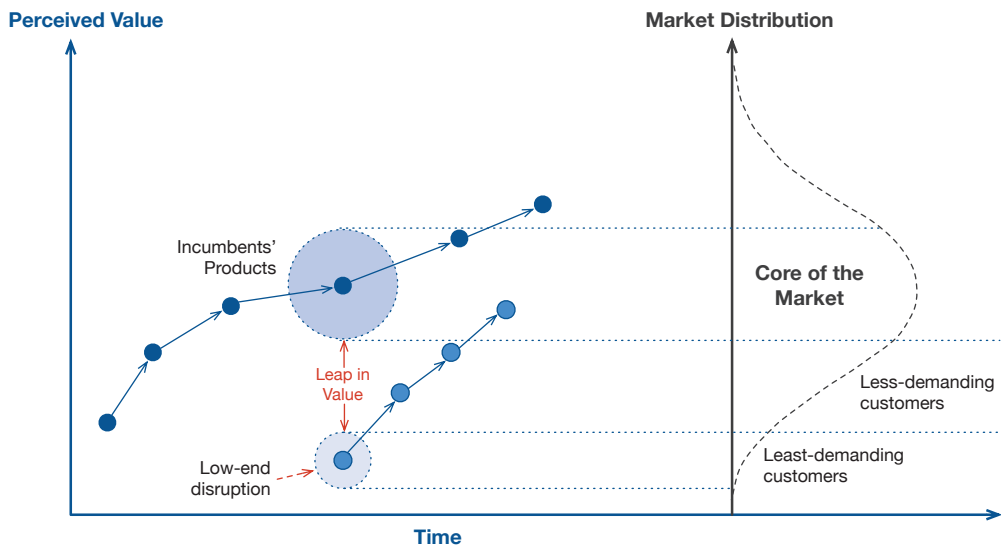 Perceived Value
Market Distribution
Incumbents’
Products
Core of the
Market
Leap in
Value
Less-demanding
customers
Low-end
disruption
Least-demanding
customers
Time